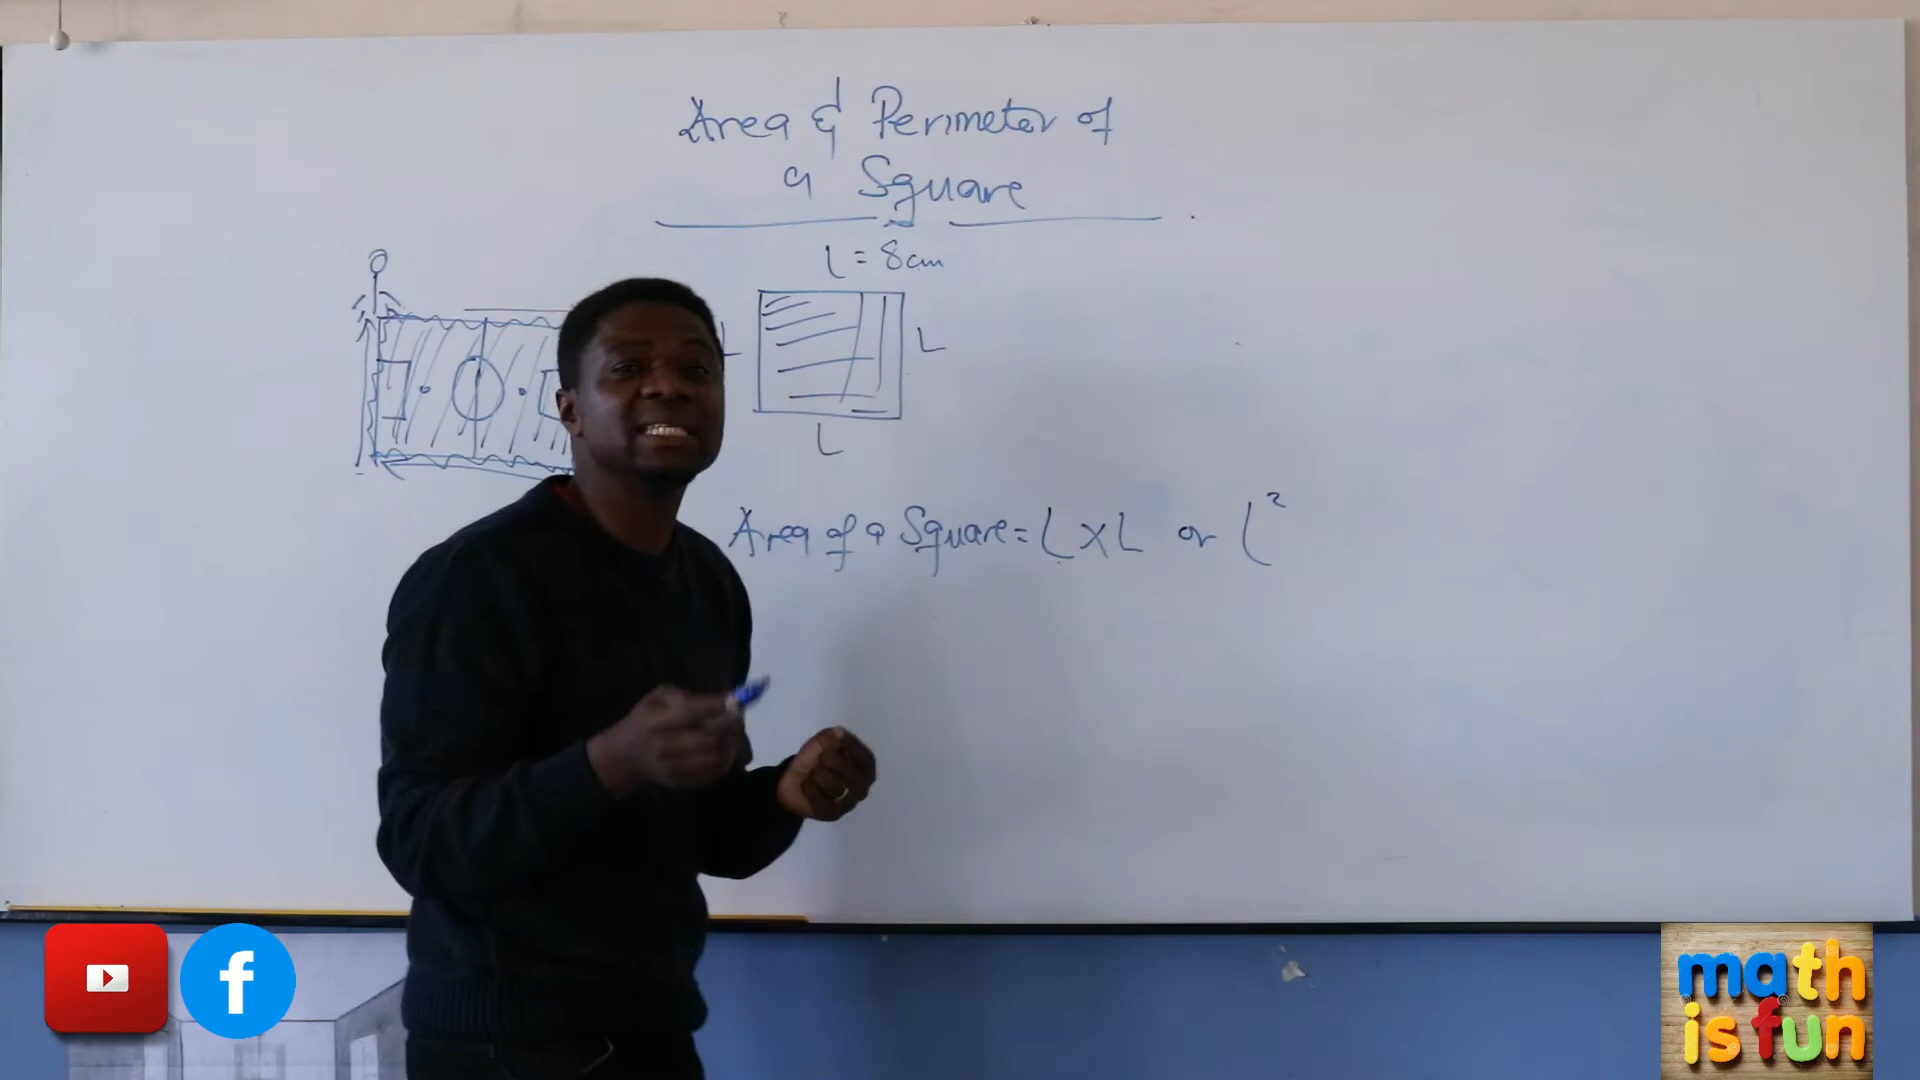 Area & Perimeter of
a Square
L = 8cm
L
L
L
Area of a Square = L X L or L²
f
math
is fun